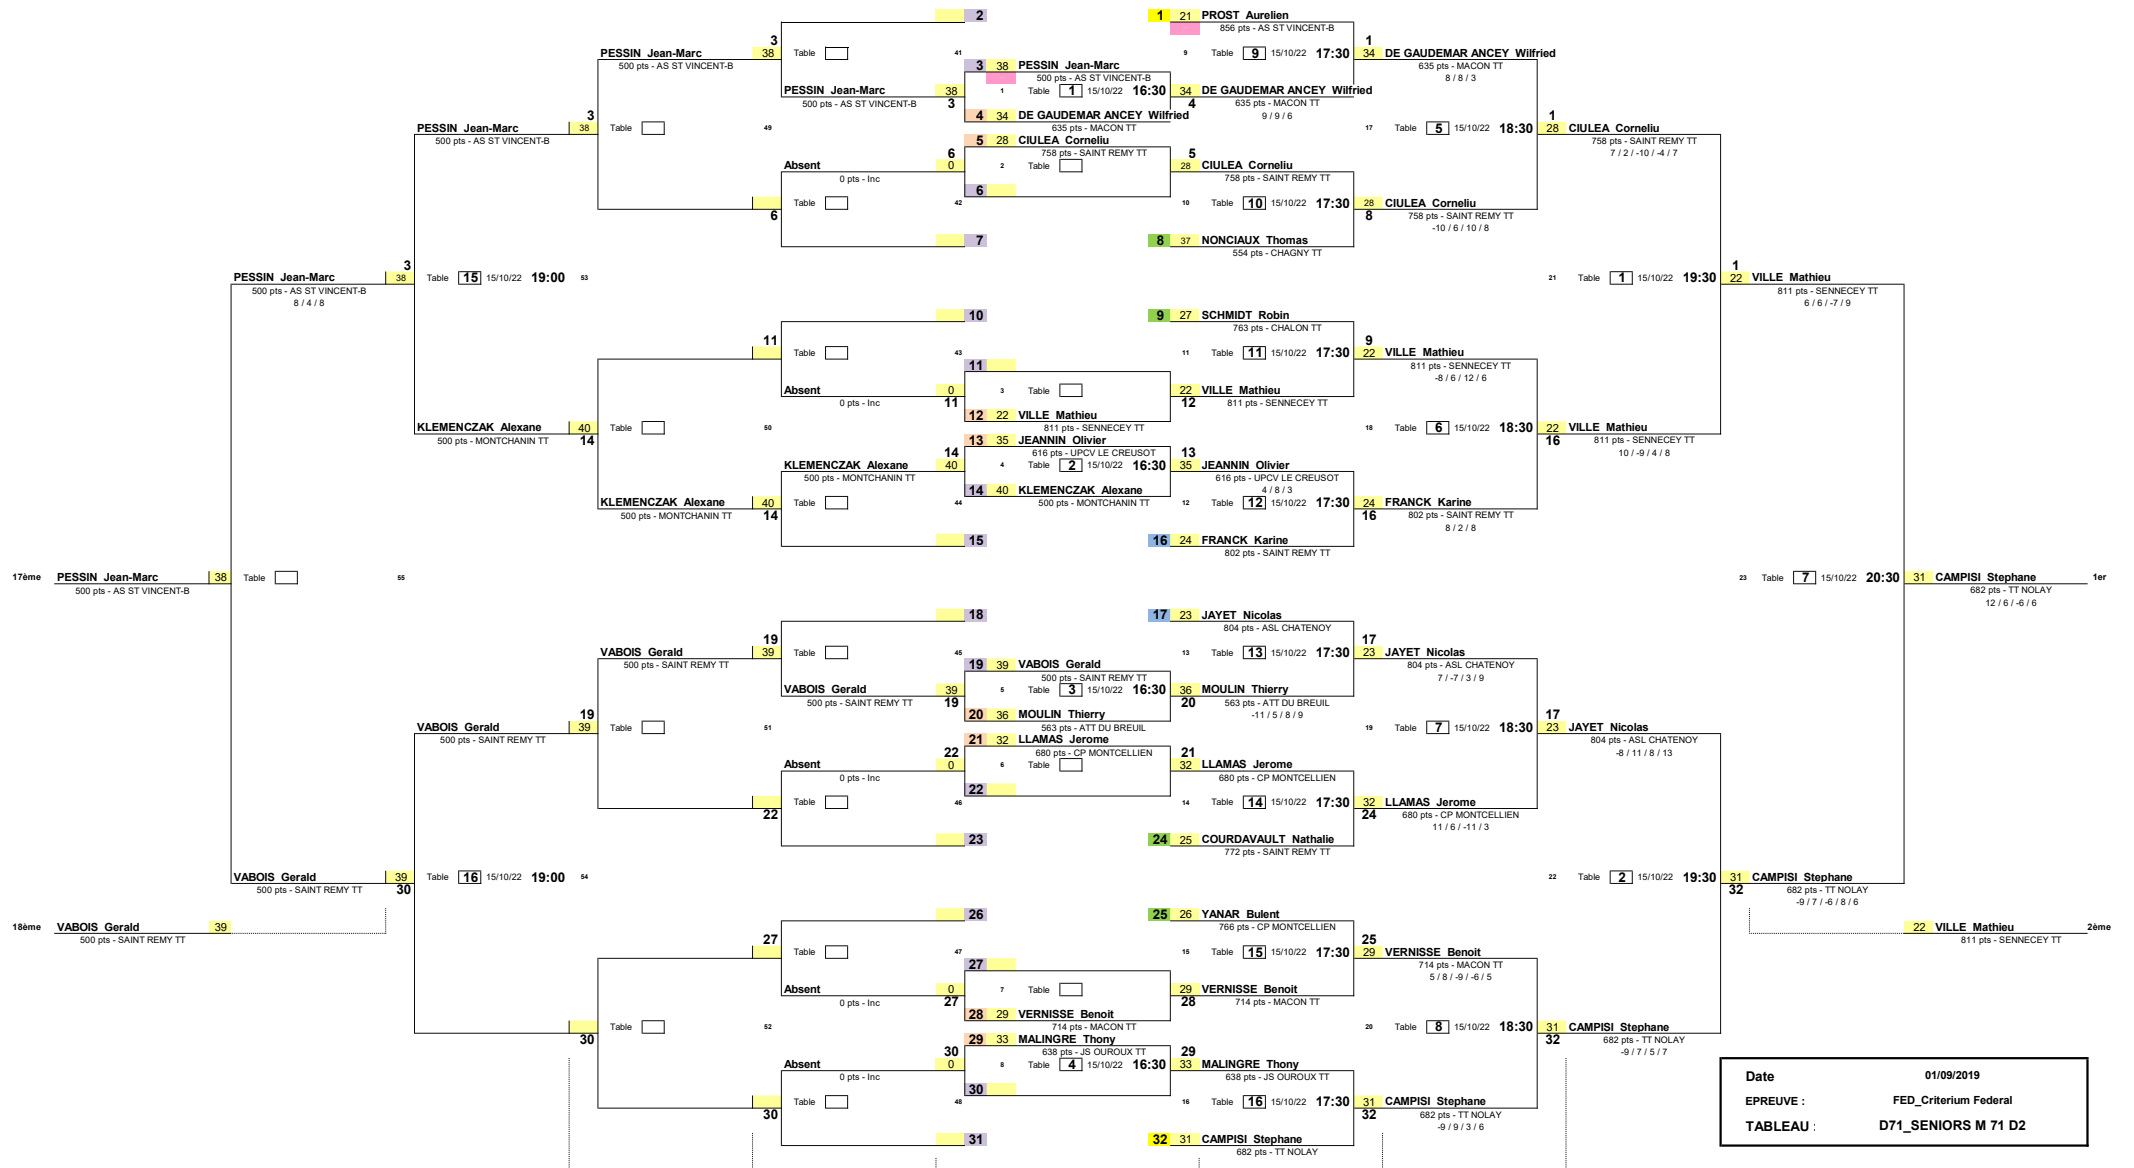 2
1 21 PROST Aurelien
856 pts - AS ST VINCENT-B
3
1
PESSIN Jean-Marc 38 Table 41 9 Table 9 15/10/22 17:30 34 DE GAUDEMAR ANCEY Wilfried
500 pts - AS ST VINCENT-B
635 pts - MACON TT
3 38 PESSIN Jean-Marc
8 / 8 / 3
500 pts - AS ST VINCENT-B
PESSIN Jean-Marc 38 1 Table 1 15/10/22 16:30 34 DE GAUDEMAR ANCEY Wilfried
500 pts - AS ST VINCENT-B 3
4 635 pts - MACON TT
3
4 34 DE GAUDEMAR ANCEY Wilfried
9 / 9 / 6
1
PESSIN Jean-Marc 38 Table 49
635 pts - MACON TT
17 Table 5 15/10/22 18:30 28 CIULEA Corneliu
500 pts - AS ST VINCENT-B
5 28 CIULEA Corneliu
758 pts - SAINT REMY TT
6
758 pts - SAINT REMY TT
5
7 / 2 / -10 / -4 / 7
Absent 0 2 Table 28 CIULEA Corneliu
0 pts - Inc
758 pts - SAINT REMY TT
6
Table 42 10 Table 10 15/10/22 17:30 28 CIULEA Corneliu
6
8 758 pts - SAINT REMY TT
-10 / 6 / 10 / 8
7
8 37 NONCIAUX Thomas
554 pts - CHAGNY TT
3
1
PESSIN Jean-Marc 38 Table 15 15/10/22 19:00 53
21 Table 1 15/10/22 19:30 22 VILLE Mathieu
500 pts - AS ST VINCENT-B
811 pts - SENNECEY TT
8 / 4 / 8
6 / 6 / -7 / 9
10
9 27 SCHMIDT Robin
763 pts - CHALON TT
11
9
Table 43 11 Table 11 15/10/22 17:30 22 VILLE Mathieu
11
811 pts - SENNECEY TT
-8 / 6 / 12 / 6
Absent 0 3 Table 22 VILLE Mathieu
0 pts - Inc 11
12 811 pts - SENNECEY TT
12 22 VILLE Mathieu
811 pts - SENNECEY TT
KLEMENCZAK Alexane 40 Table 50
18 Table 6 15/10/22 18:30 22 VILLE Mathieu
500 pts - MONTCHANIN TT 14
16 811 pts - SENNECEY TT
13 35 JEANNIN Olivier
10 / -9 / 4 / 8
14
616 pts - UPCV LE CREUSOT
13
KLEMENCZAK Alexane 40 4 Table 2 15/10/22 16:30 35 JEANNIN Olivier
500 pts - MONTCHANIN TT
616 pts - UPCV LE CREUSOT
14 40 KLEMENCZAK Alexane
4 / 8 / 3
KLEMENCZAK Alexane 40 Table 44
500 pts - MONTCHANIN TT
12 Table 12 15/10/22 17:30 24 FRANCK Karine
500 pts - MONTCHANIN TT 14
16 802 pts - SAINT REMY TT
8 / 2 / 8
15
16 24 FRANCK Karine
802 pts - SAINT REMY TT
17ème PESSIN Jean-Marc 38 Table 55
23 Table 7 15/10/22 20:30 31 CAMPISI Stephane 1er
500 pts - AS ST VINCENT-B
682 pts - TT NOLAY
12 / 6 / -6 / 6
18
17 23 JAYET Nicolas
804 pts - ASL CHATENOY
19
17
VABOIS Gerald 39 Table 45 13 Table 13 15/10/22 17:30 23 JAYET Nicolas
500 pts - SAINT REMY TT
19 39 VABOIS Gerald
804 pts - ASL CHATENOY
500 pts - SAINT REMY TT
7 / -7 / 3 / 9
VABOIS Gerald 39 5 Table 3 15/10/22 16:30 36 MOULIN Thierry
500 pts - SAINT REMY TT 19
20 563 pts - ATT DU BREUIL
20 36 MOULIN Thierry
-11 / 5 / 8 / 9
19
17
VABOIS Gerald 39 Table 51
563 pts - ATT DU BREUIL
19 Table 7 15/10/22 18:30 23 JAYET Nicolas
500 pts - SAINT REMY TT
21 32 LLAMAS Jerome
804 pts - ASL CHATENOY
22
680 pts - CP MONTCELLIEN
21
-8 / 11 / 8 / 13
Absent 0 6 Table 32 LLAMAS Jerome
0 pts - Inc
680 pts - CP MONTCELLIEN
22
Table 46 14 Table 14 15/10/22 17:30 32 LLAMAS Jerome
22
24 680 pts - CP MONTCELLIEN
11 / 6 / -11 / 3
23
24 25 COURDAVAULT Nathalie
772 pts - SAINT REMY TT
VABOIS Gerald 39 Table 16 15/10/22 19:00 54
22 Table 2 15/10/22 19:30 31 CAMPISI Stephane
500 pts - SAINT REMY TT 30
32 682 pts - TT NOLAY
-9 / 7 / -6 / 8 / 6
26
25 26 YANAR Bulent
18ème VABOIS Gerald 39
766 pts - CP MONTCELLIEN
22 VILLE Mathieu 2ème
500 pts - SAINT REMY TT
811 pts - SENNECEY TT
27
25
Table 47 15 Table 15 15/10/22 17:30 29 VERNISSE Benoit
27
714 pts - MACON TT
5 / 8 / -9 / -6 / 5
Absent 0 7 Table 29 VERNISSE Benoit
0 pts - Inc 27
28 714 pts - MACON TT
28 29 VERNISSE Benoit
714 pts - MACON TT
Table 52
20 Table 8 15/10/22 18:30 31 CAMPISI Stephane
30
32 682 pts - TT NOLAY
29 33 MALINGRE Thony
-9 / 7 / 5 / 7
30
638 pts - JS OUROUX TT
29
Absent 0 8 Table 4 15/10/22 16:30 33 MALINGRE Thony
0 pts - Inc
638 pts - JS OUROUX TT
30
Table 48 16 Table 16 15/10/22 17:30 31 CAMPISI Stephane
30
32 682 pts - TT NOLAY
-9 / 9 / 3 / 6
31
32 31 CAMPISI Stephane
682 pts - TT NOLAY
Date 01/09/2019
EPREUVE : FED_Criterium Federal
TABLEAU : D71_SENIORS M 71 D2